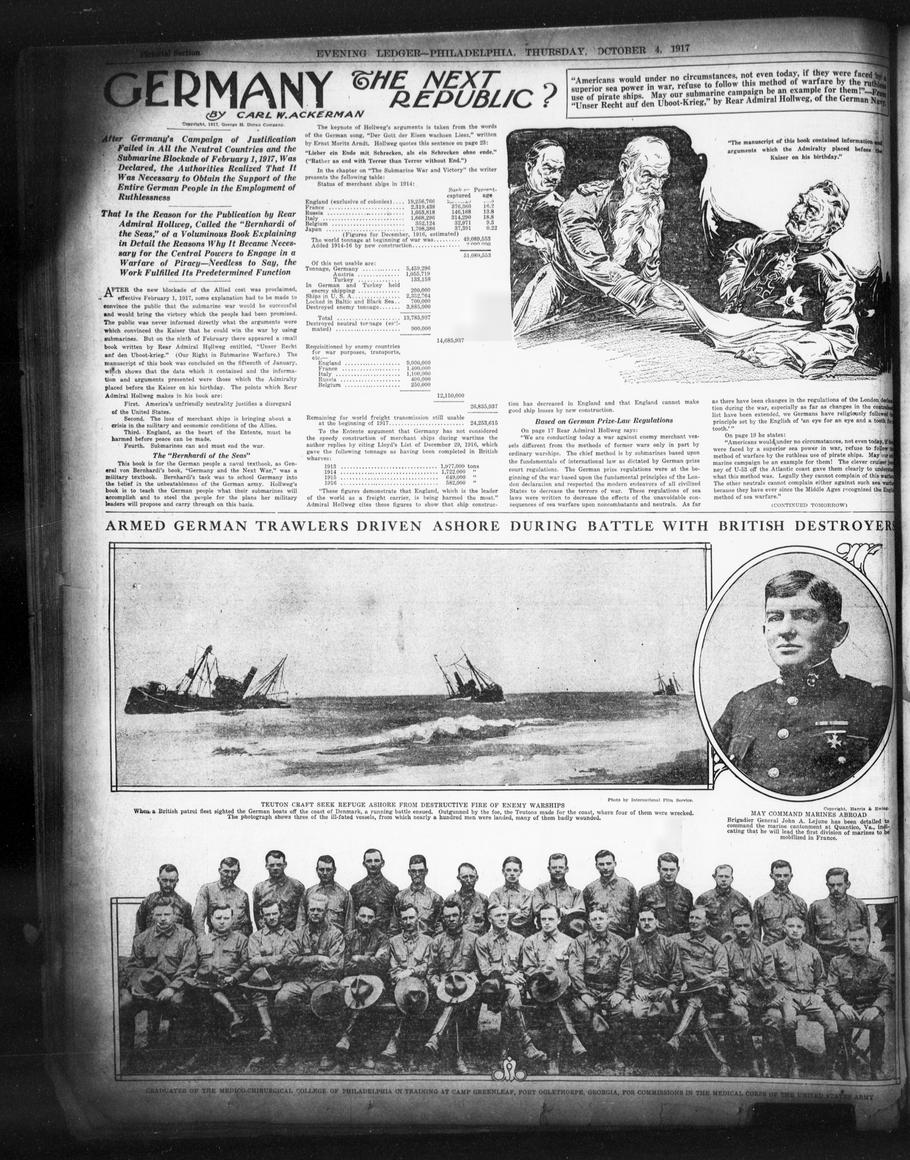 Pictorial Section
EVENING LEDGER—PHILADELPHIA, THURSDAY, OCTOBER 4, 1917
GERMANY THE NEXT REPUBLIC?
BY CARL W. ACKERMAN
Copyright, 1917, George H. Doran Company.
"Americans would under no circumstances, not even today, if they were faced by a
superior sea power in war, refuse to follow this method of warfare by the ruthless
use of pirate ships. May our submarine campaign be an example for them!"—From
"Unser Recht auf den Uboot-Krieg," by Rear Admiral Hollweg, of the German Navy.
After Germany's Campaign of Justification
Failed in All the Neutral Countries and the
Submarine Blockade of February 1, 1917, Was
Declared, the Authorities Realized That It
Was Necessary to Obtain the Support of the
Entire German People in the Employment of
Ruthlessness
That Is the Reason for the Publication by Rear
Admiral Hollweg, Called the "Bernhardi of
the Seas," of a Voluminous Book Explaining
in Detail the Reasons Why It Became Neces-
sary for the Central Powers to Engage in a
Warfare of Piracy—Needless to Say, the
Work Fulfilled Its Predetermined Function
AFTER the new blockade of the Allied cost was proclaimed,
effective February 1, 1917, some explanation had to be made to
convince the public that the submarine war would be successful
and would bring the victory which the people had been promised.
The public was never informed directly what the arguments were
which convinced the Kaiser that he could win the war by using
submarines. But on the ninth of February there appeared a small
book written by Rear Admiral Hollweg entitled, "Unser Recht
auf den Uboot-krieg." (Our Right in Submarine Warfare.) The
manuscript of this book was concluded on the fifteenth of January,
which shows that the data which it contained and the informa-
tion and arguments presented were those which the Admiralty
placed before the Kaiser on his birthday. The points which Rear
Admiral Hollweg makes in his book are:
First. America's unfriendly neutrality justifies a disregard
of the United States.
Second. The loss of merchant ships is bringing about a
crisis in the military and economic conditions of the Allies.
Third. England, as the heart of the Entente, must be
harmed before peace can be made.
Fourth. Submarines can and must end the war.
The "Bernhardi of the Seas"
This book is for the German people a naval textbook, as Gen-
eral von Bernhardi's book, "Germany and the Next War," was a
military textbook. Bernhardi's task was to school Germany into
the belief in the unbeatableness of the German army. Hollweg's
book is to teach the German people what their submarines will
accomplish and to steel the people for the plans her military
leaders will propose and carry through on this basis.
The keynote of Hollweg's arguments is taken from the words
of the German song, "Der Gott der Eisen wachsen Liess," written
by Ernst Moritz Arndt. Hollweg quotes this sentence on page 23:
"Lieber ein Ende mit Schrecken, als ein Schrecken ohne ende."
("Rather an end with Terror than Terror without End.")
In the chapter on "The Submarine War and Victory" the writer
presents the following table:
Status of merchant ships in 1914:
captured age
England (exclusive of colonies).... 19,256,766
France 2,319,438
Russia 1,053,818 146,168 13.8
Italy 1,668,296 314,290 18.8
Belgium 352,124 32,971 9.3
Japan 1,708,386 37,391 0.22
(Figures for December, 1916, estimated)
The world tonnage at beginning of war was 49,089,553
Added 1914-16 by new construction
51,089,553
Of this not usable are:
Tonnage, Germany 5,459,296
Austria 1,055,719
Turkey 133,158
In German and Turkey held
enemy shipping 200,000
Ships in U. S. A. 2,352,764
Locked in Baltic and Black Sea 700,000
Destroyed enemy tonnage 3,885,000
Total 13,785,937
Destroyed neutral tonnage (esti-
mated) 900,000
14,685,937
Requisitioned by enemy countries
for war purposes, transports,
etc.—
England 9,000,000
France 1,400,000
Italy 1,100,000
Russia 400,000
Belgium 250,000
12,150,000
26,835,937
Remaining for world freight transmission still usable
at the beginning of 1917 24,253,615
To the Entente argument that Germany has not considered
the speedy construction of merchant ships during wartime the
author replies by citing Lloyd's List of December 29, 1916, which
gave the following tonnage as having been completed in British
wharves:
1913 1,977,000 tons
1914 1,722,000 "
1915 649,000 "
1916 582,000 "
"These figures demonstrate that England, which is the leader
of the world as a freight carrier, is being harmed the most."
Admiral Hollweg cites these figures to show that ship construc-
"The manuscript of this book contained information and
arguments which the Admiralty placed before the
Kaiser on his birthday."
tion has decreased in England and that England cannot make
good ship losses by new construction.
Based on German Prize-Law Regulations
On page 17 Rear Admiral Hollweg says:
"We are conducting today a war against enemy merchant ves-
sels different from the methods of former wars only in part by
ordinary warships. The chief method is by submarines based upon
the fundamentals of international law as dictated by German prize
court regulations. The German prize regulations were at the be-
ginning of the war based upon the fundamental principles of the Lon-
don declaration and respected the modern endeavors of all civilized
States to decrease the terrors of war. These regulations of sea
laws were written to decrease the effects of the unavoidable con-
sequences of sea warfare upon noncombatants and neutrals. As far
as there have been changes in the regulations of the London declara-
tion during the war, especially as far as changes in the contraband
list have been extended, we Germans have religiously followed the
principle set by the English of 'an eye for an eye and a tooth for a
tooth.'"
On page 19 he states:
"Americans would under no circumstances, not even today, if they
were faced by a superior sea power in war, refuse to follow this
method of warfare by the ruthless use of pirate ships. May our sub-
marine campaign be an example for them! The clever cruiser jour-
ney of U-53 off the Atlantic coast gave them clearly to understand
what this method was. Legally they cannot complain of this warfare.
The other neutrals cannot complain either against such sea warfare
because they have ever since the Middle Ages recognized the English
method of sea warfare."
(CONTINUED TOMORROW)
ARMED GERMAN TRAWLERS DRIVEN ASHORE DURING BATTLE WITH BRITISH DESTROYERS
Photo by International Film Service.
TEUTON CRAFT SEEK REFUGE ASHORE FROM DESTRUCTIVE FIRE OF ENEMY WARSHIPS
When a British patrol fleet sighted the German boats off the coast of Denmark, a running battle ensued. Outgunned by the foe, the Teutons made for the coast, where four of them were wrecked.
The photograph shows three of the ill-fated vessels, from which nearly a hundred men were landed, many of them badly wounded.
Copyright, Harris & Ewing.
MAY COMMAND MARINES ABROAD
Brigadier General John A. Lejune has been detailed to
command the marine cantonment at Quantico, Va., indi-
cating that he will lead the first division of marines to be
mobilized in France.
GRADUATES OF THE MEDICO-CHIRURGICAL COLLEGE OF PHILADELPHIA IN TRAINING AT CAMP GREENLEAF, FORT OGLETHORPE, GEORGIA, FOR COMMISSIONS IN THE MEDICAL CORPS OF THE UNITED STATES ARMY